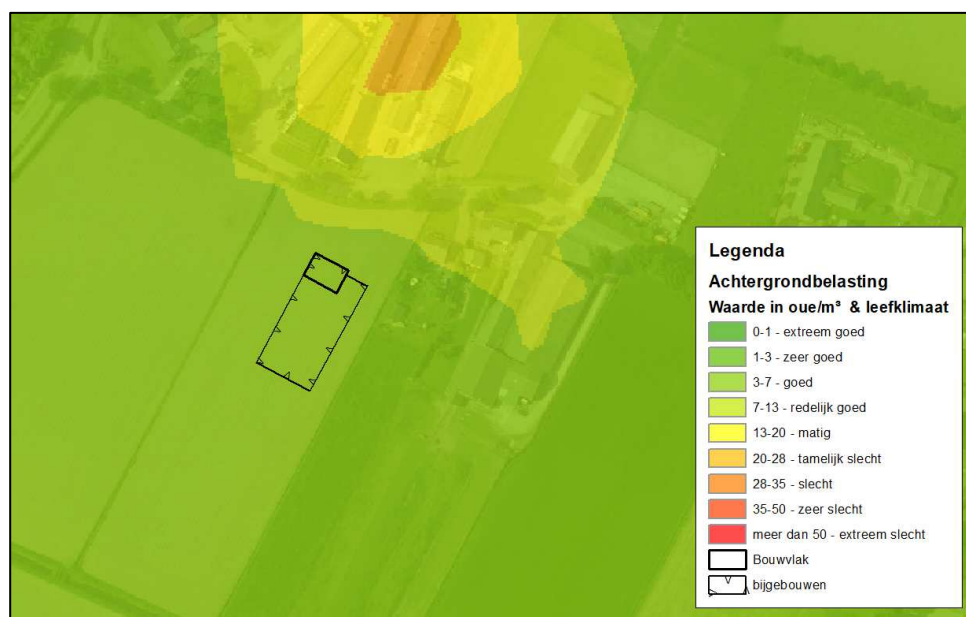 Legenda
Achtergrondbelasting
Waarde in oue/m³ & leefklimaat
0-1 - extreem goed
1-3 - zeer goed
3-7 - goed
7-13 - redelijk goed
13-20 - matig
20-28 - tamelijk slecht
28-35 - slecht
35-50 - zeer slecht
meer dan 50 - extreem slecht
Bouwvlak
bijgebouwen